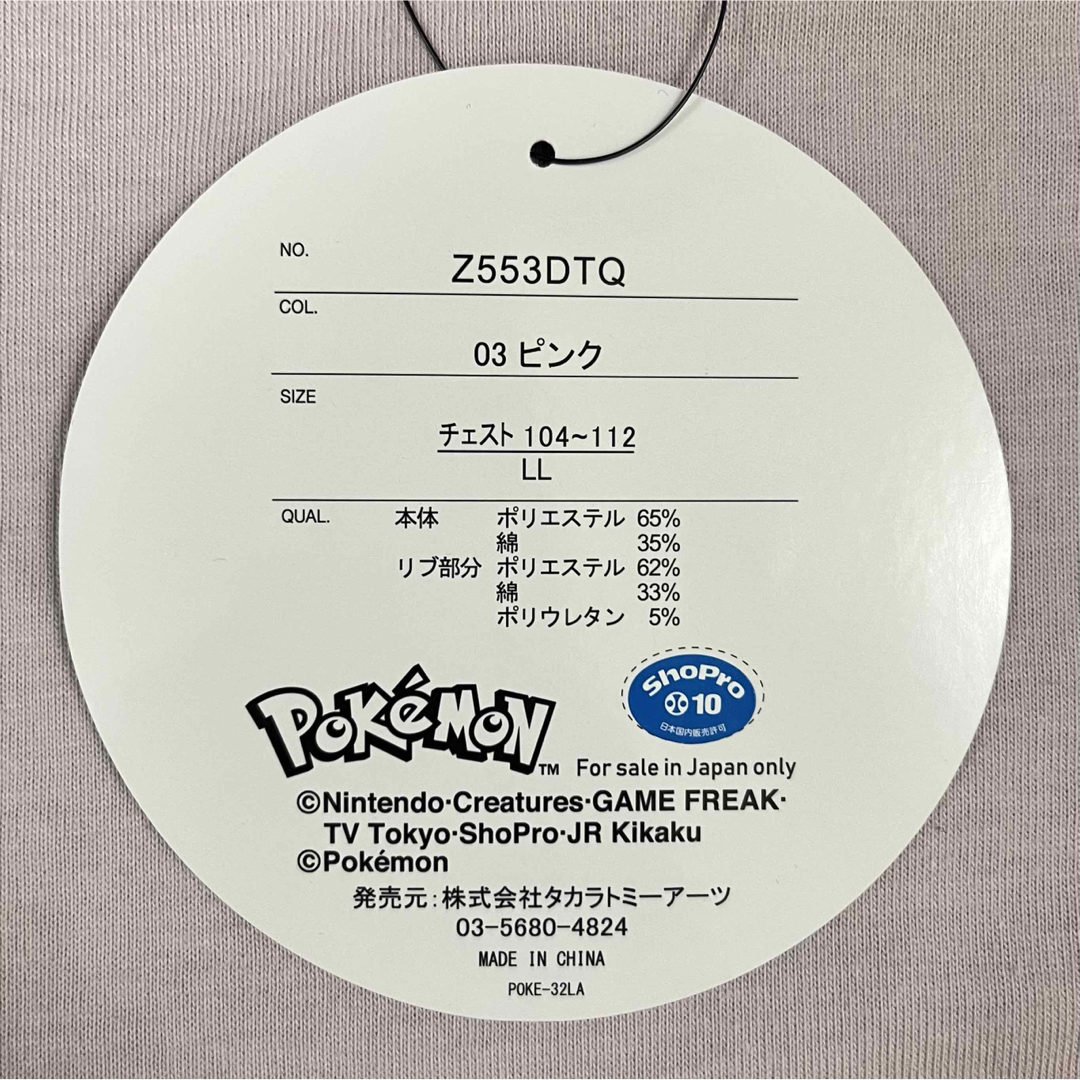 NO.
Z553DTQ
COL.
03 ピンク
SIZE
チェスト 104~112
LL
QUAL. 本体 ポリエステル 65%
綿 35%
リブ部分 ポリエステル 62%
綿 33%
ポリウレタン 5%
POKéMON™
ShoPro
10
日本国内販売許可
For sale in Japan only
©Nintendo·Creatures·GAME FREAK·
TV Tokyo·ShoPro·JR Kikaku
©Pokémon
発売元:株式会社タカラトミーアーツ
03-5680-4824
MADE IN CHINA
POKE-32LA